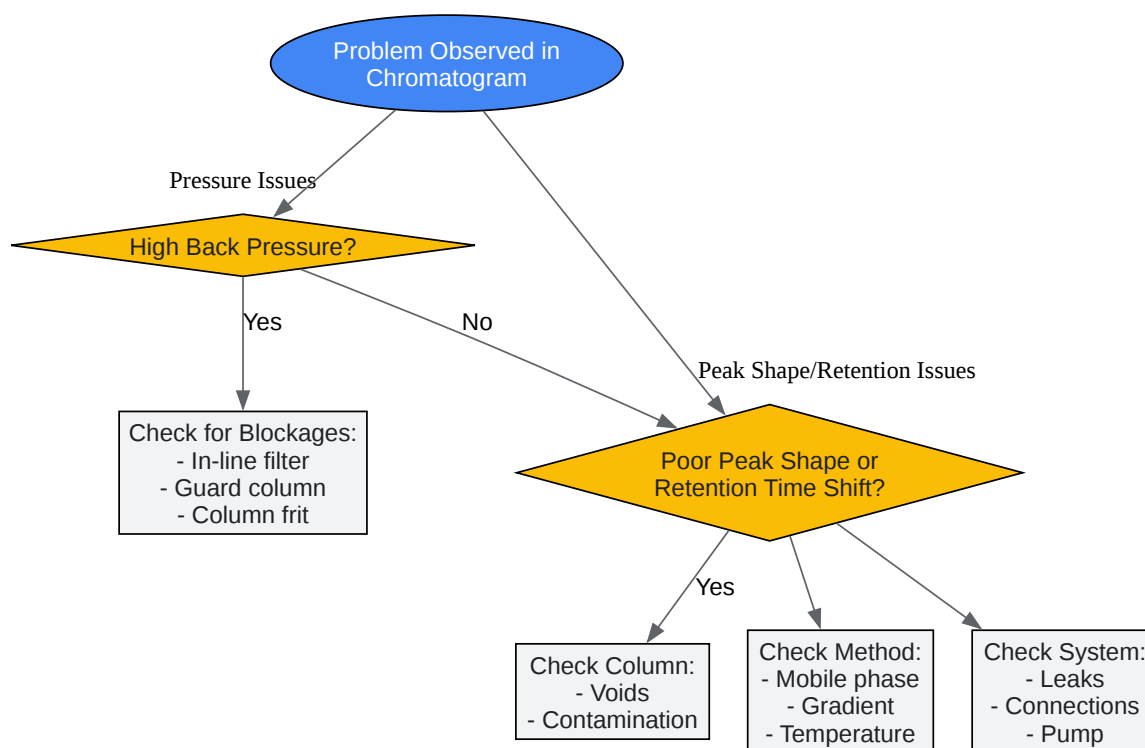 Problem Observed in
Chromatogram
Pressure Issues
High Back Pressure?
Yes
No
Peak Shape/Retention Issues
Check for Blockages:
- In-line filter
- Guard column
- Column frit
Poor Peak Shape or
Retention Time Shift?
Yes
Check Column:
- Voids
- Contamination
Check Method:
- Mobile phase
- Gradient
- Temperature
Check System:
- Leaks
- Connections
- Pump